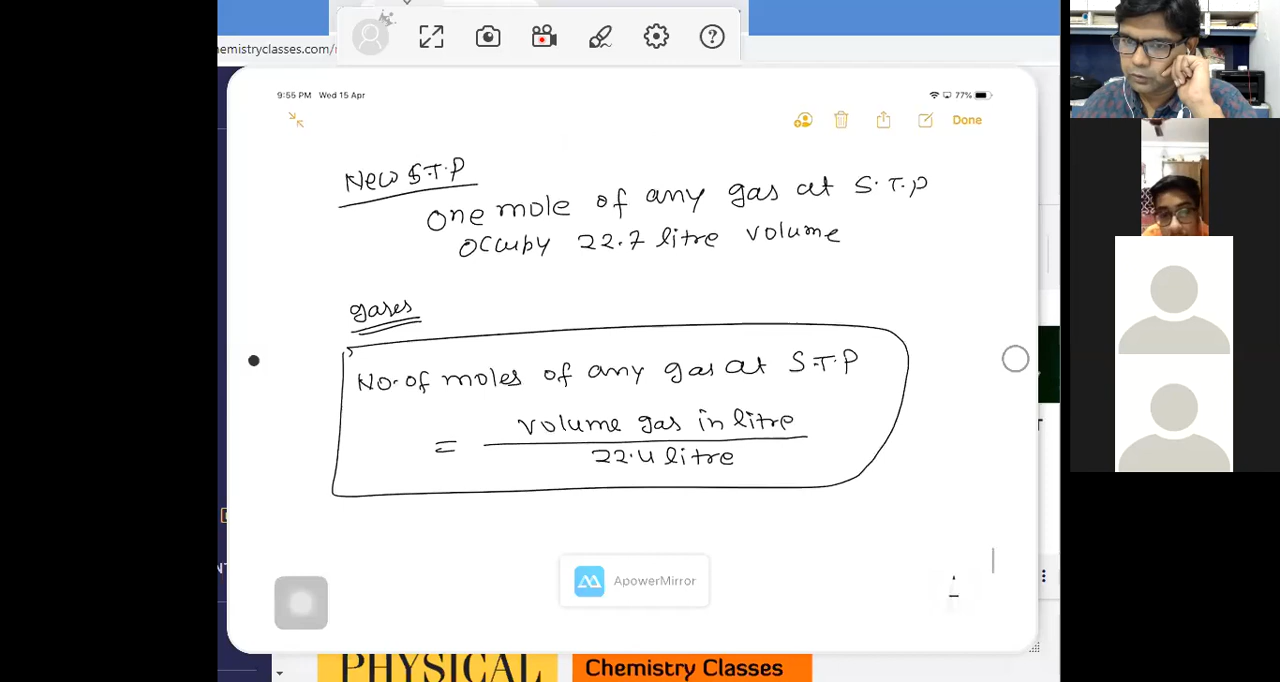 emistryclasses.com/r
9:55 PM Wed 15 Apr
77%
Done
New S.T.P
One mole of any gas at S.T.P
occupy 22.7 litre volume
gases
No. of moles of any gas at S.T.P
= volume gas in litre
22.4 litre
ApowerMirror
PHYSICAL
Chemistry Classes